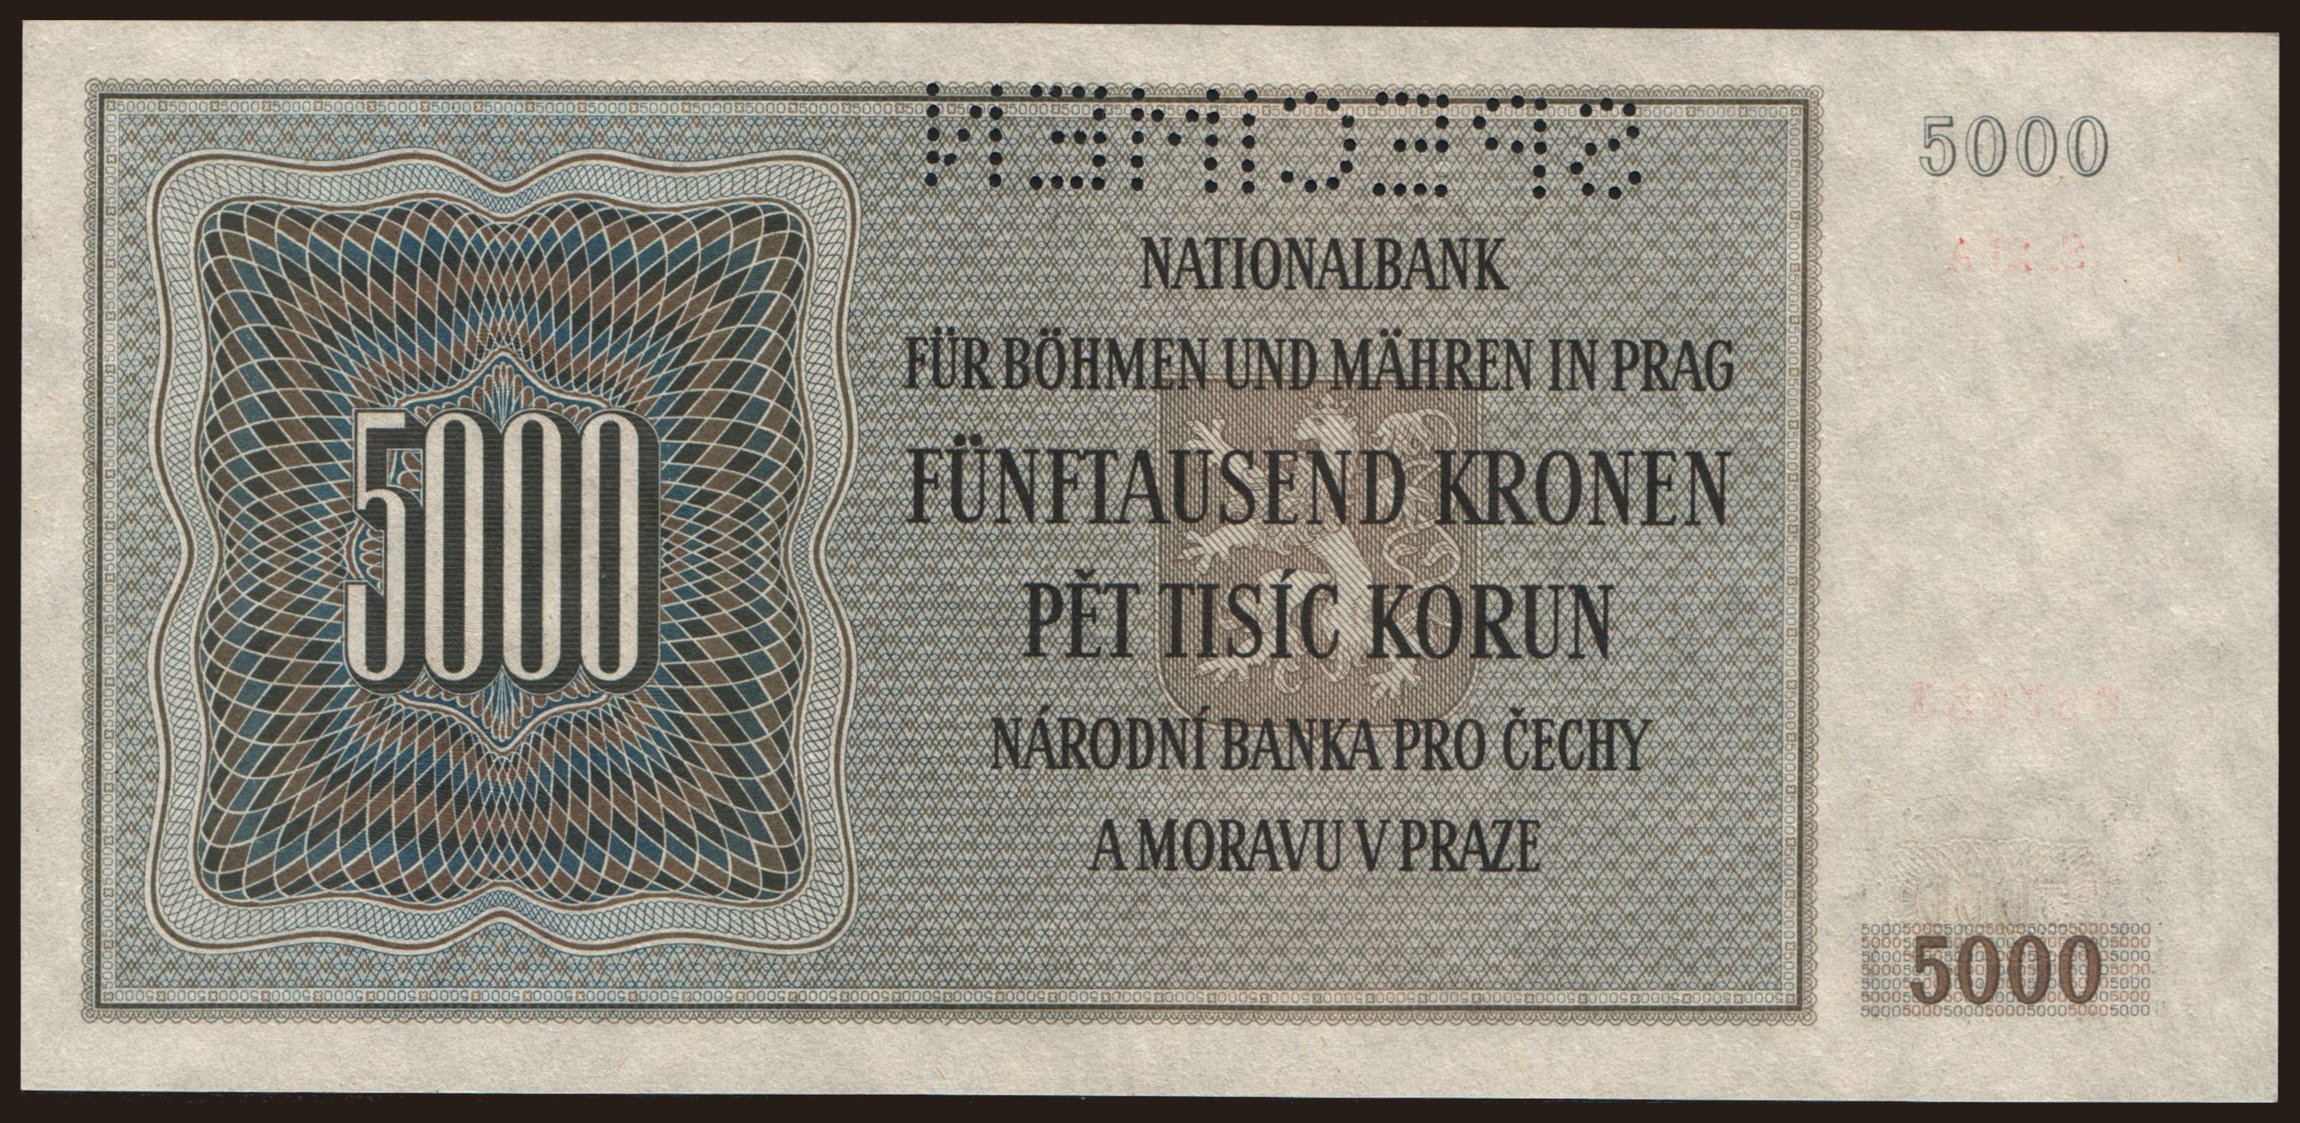 SPECIMEN
5000
NATIONALBANK
FÜR BÖHMEN UND MÄHREN IN PRAG
FÜNFTAUSEND KRONEN
5000
PĚT TISÍC KORUN
NÁRODNÍ BANKA PRO ČECHY
A MORAVU V PRAZE
5000